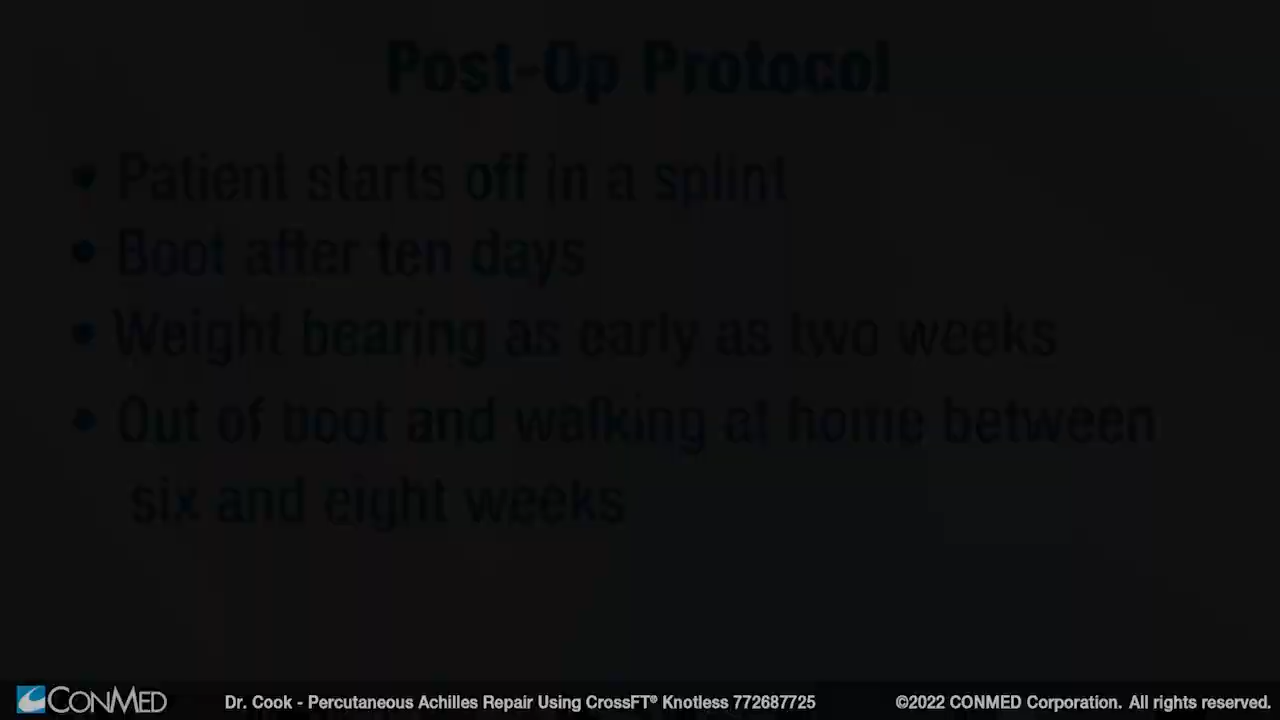 Post-Op Protocol
• Patient starts off in a splint
• Boot after ten days
• Weight bearing as early as two weeks
• Out of boot and walking at home between
six and eight weeks
CONMED Dr. Cook - Percutaneous Achilles Repair Using CrossFT® Knotless 772687725 ©2022 CONMED Corporation. All rights reserved.